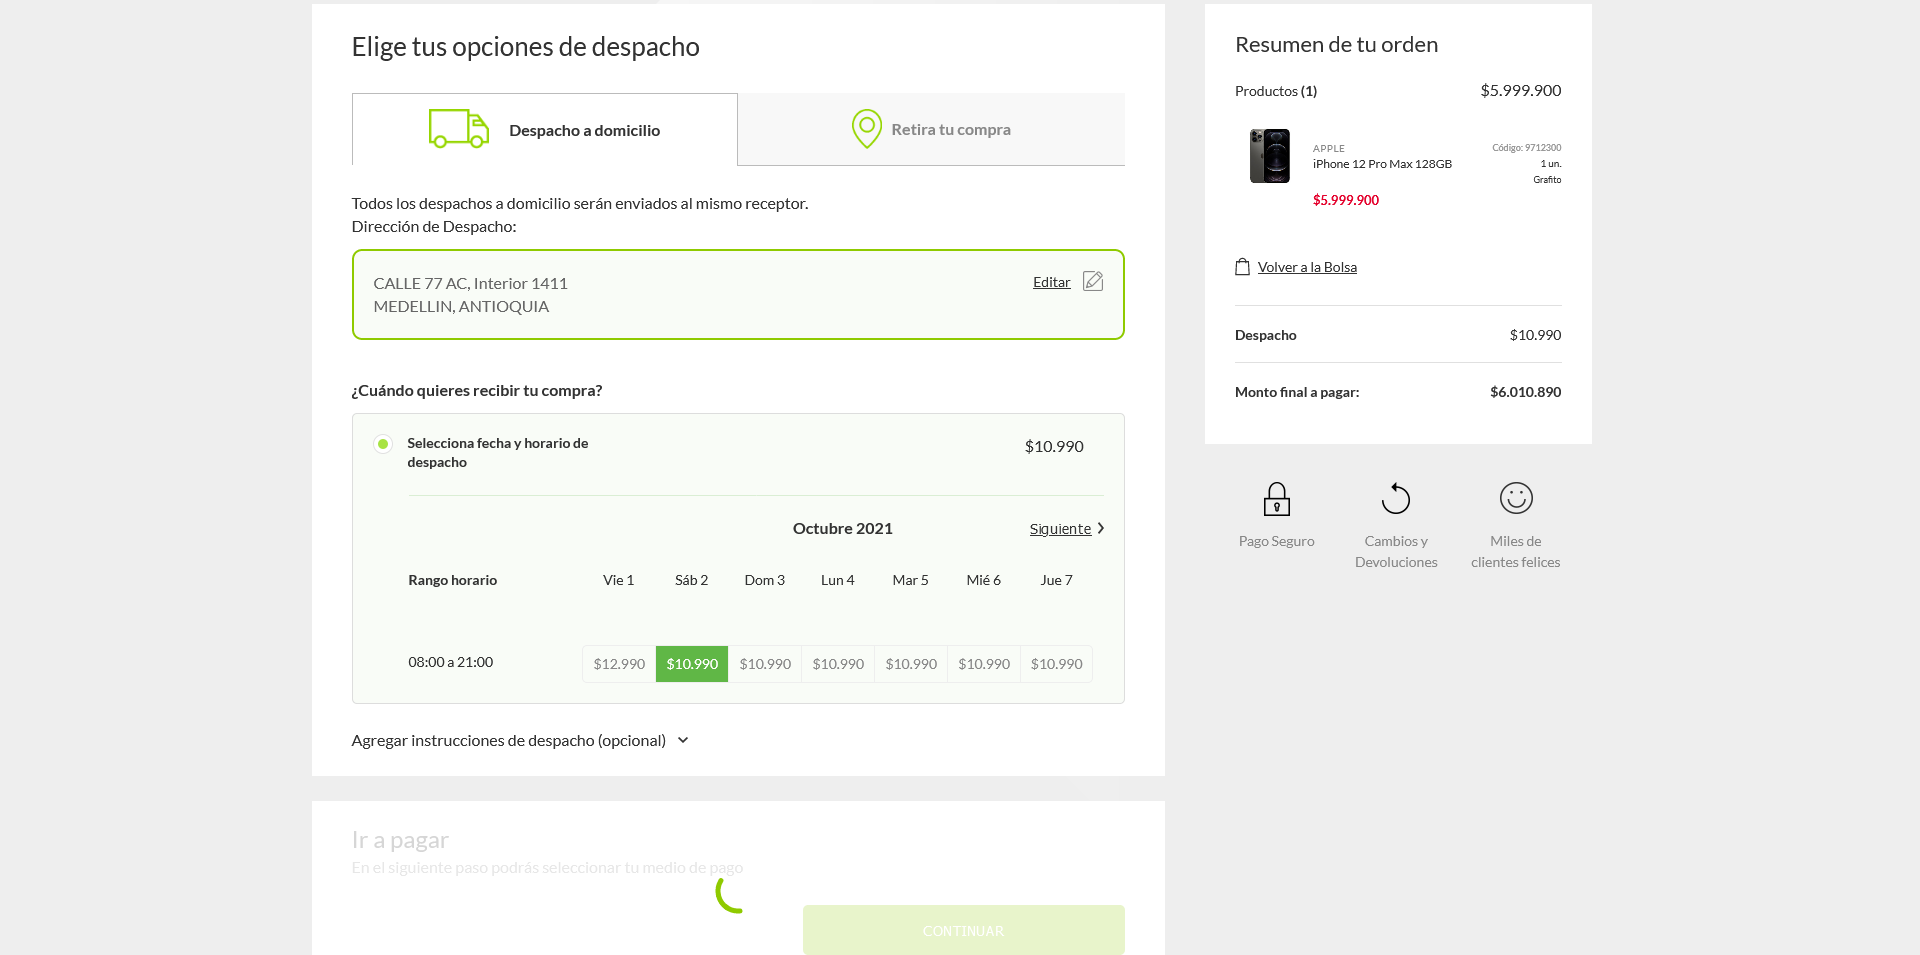 Elige tus opciones de despacho
Despacho a domicilio
Retira tu compra
Todos los despachos a domicilio serán enviados al mismo receptor.
Dirección de Despacho:
CALLE 77 AC, Interior 1411
MEDELLIN, ANTIOQUIA
Editar
¿Cuándo quieres recibir tu compra?
Selecciona fecha y horario de
despacho
$10.990
Octubre 2021
Siguiente
Rango horario Vie 1 Sáb 2 Dom 3 Lun 4 Mar 5 Mié 6 Jue 7
08:00 a 21:00 $12.990 $10.990 $10.990 $10.990 $10.990 $10.990 $10.990
Agregar instrucciones de despacho (opcional)
Ir a pagar
En el siguiente paso podrás seleccionar tu medio de pago
CONTINUAR
Resumen de tu orden
Productos (1) $5.999.900
APPLE
iPhone 12 Pro Max 128GB
$5.999.900
Código: 9712300
1 un.
Grafito
Volver a la Bolsa
Despacho $10.990
Monto final a pagar: $6.010.890
Pago Seguro
Cambios y
Devoluciones
Miles de
clientes felices